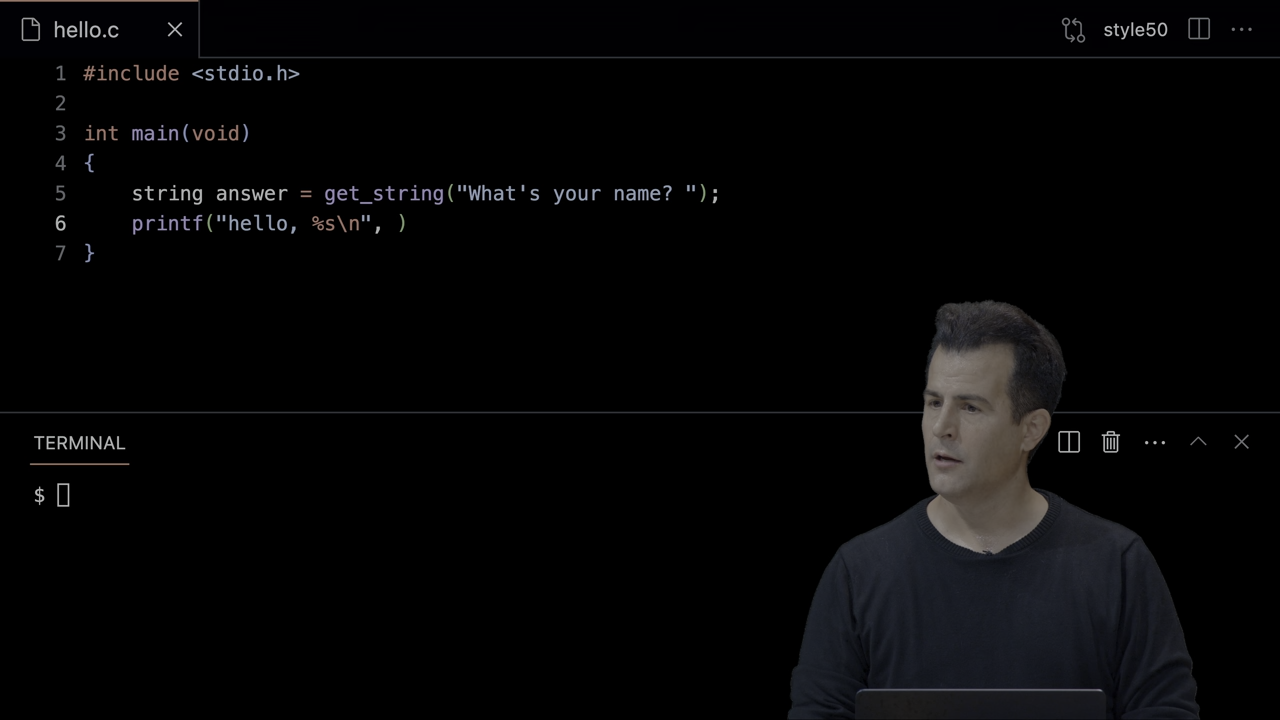 hello.c
style50
1 #include <stdio.h>
2
3 int main(void)
4 {
5     string answer = get_string("What's your name? ");
6     printf("hello, %s\n", )
7 }
TERMINAL
$